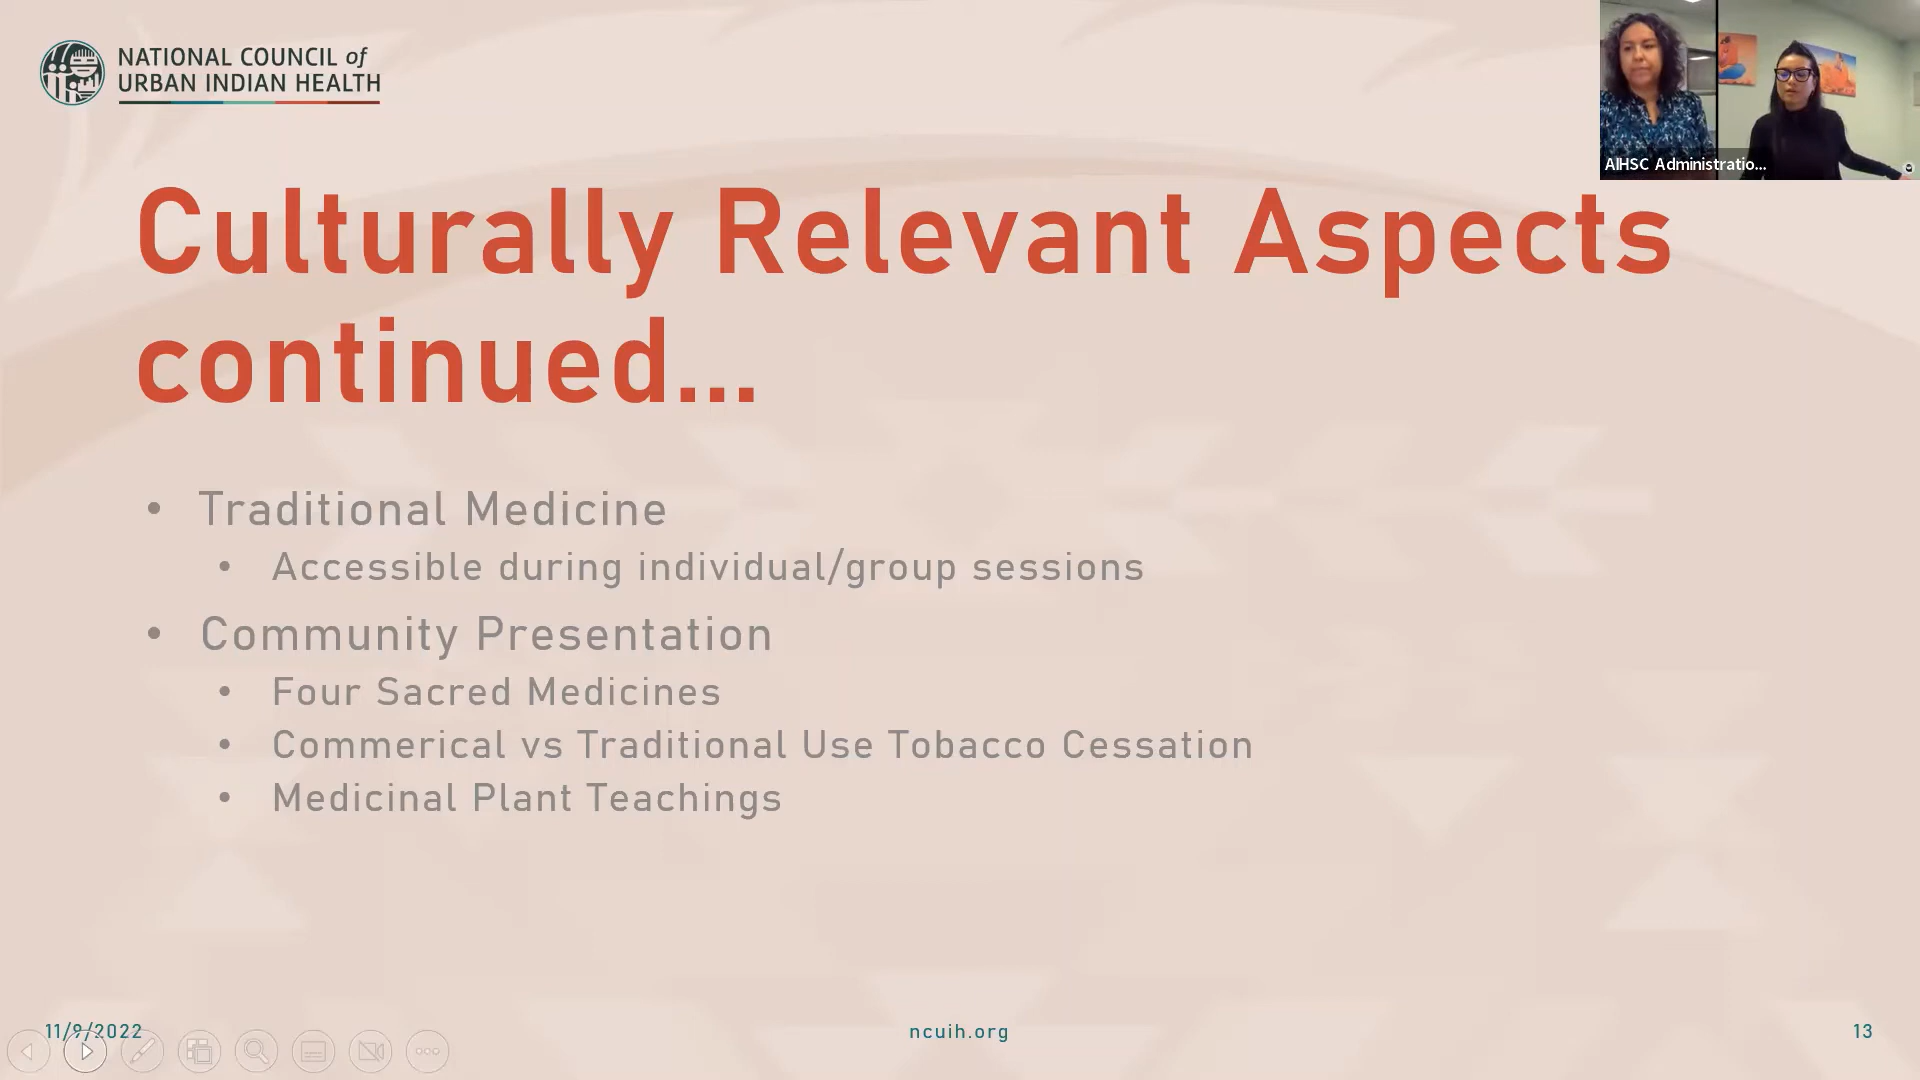 NATIONAL COUNCIL of
URBAN INDIAN HEALTH
AIHSC Administratio...
Culturally Relevant Aspects
continued...
• Traditional Medicine
• Accessible during individual/group sessions
• Community Presentation
• Four Sacred Medicines
• Commerical vs Traditional Use Tobacco Cessation
• Medicinal Plant Teachings
11/9/2022
ncuih.org
13